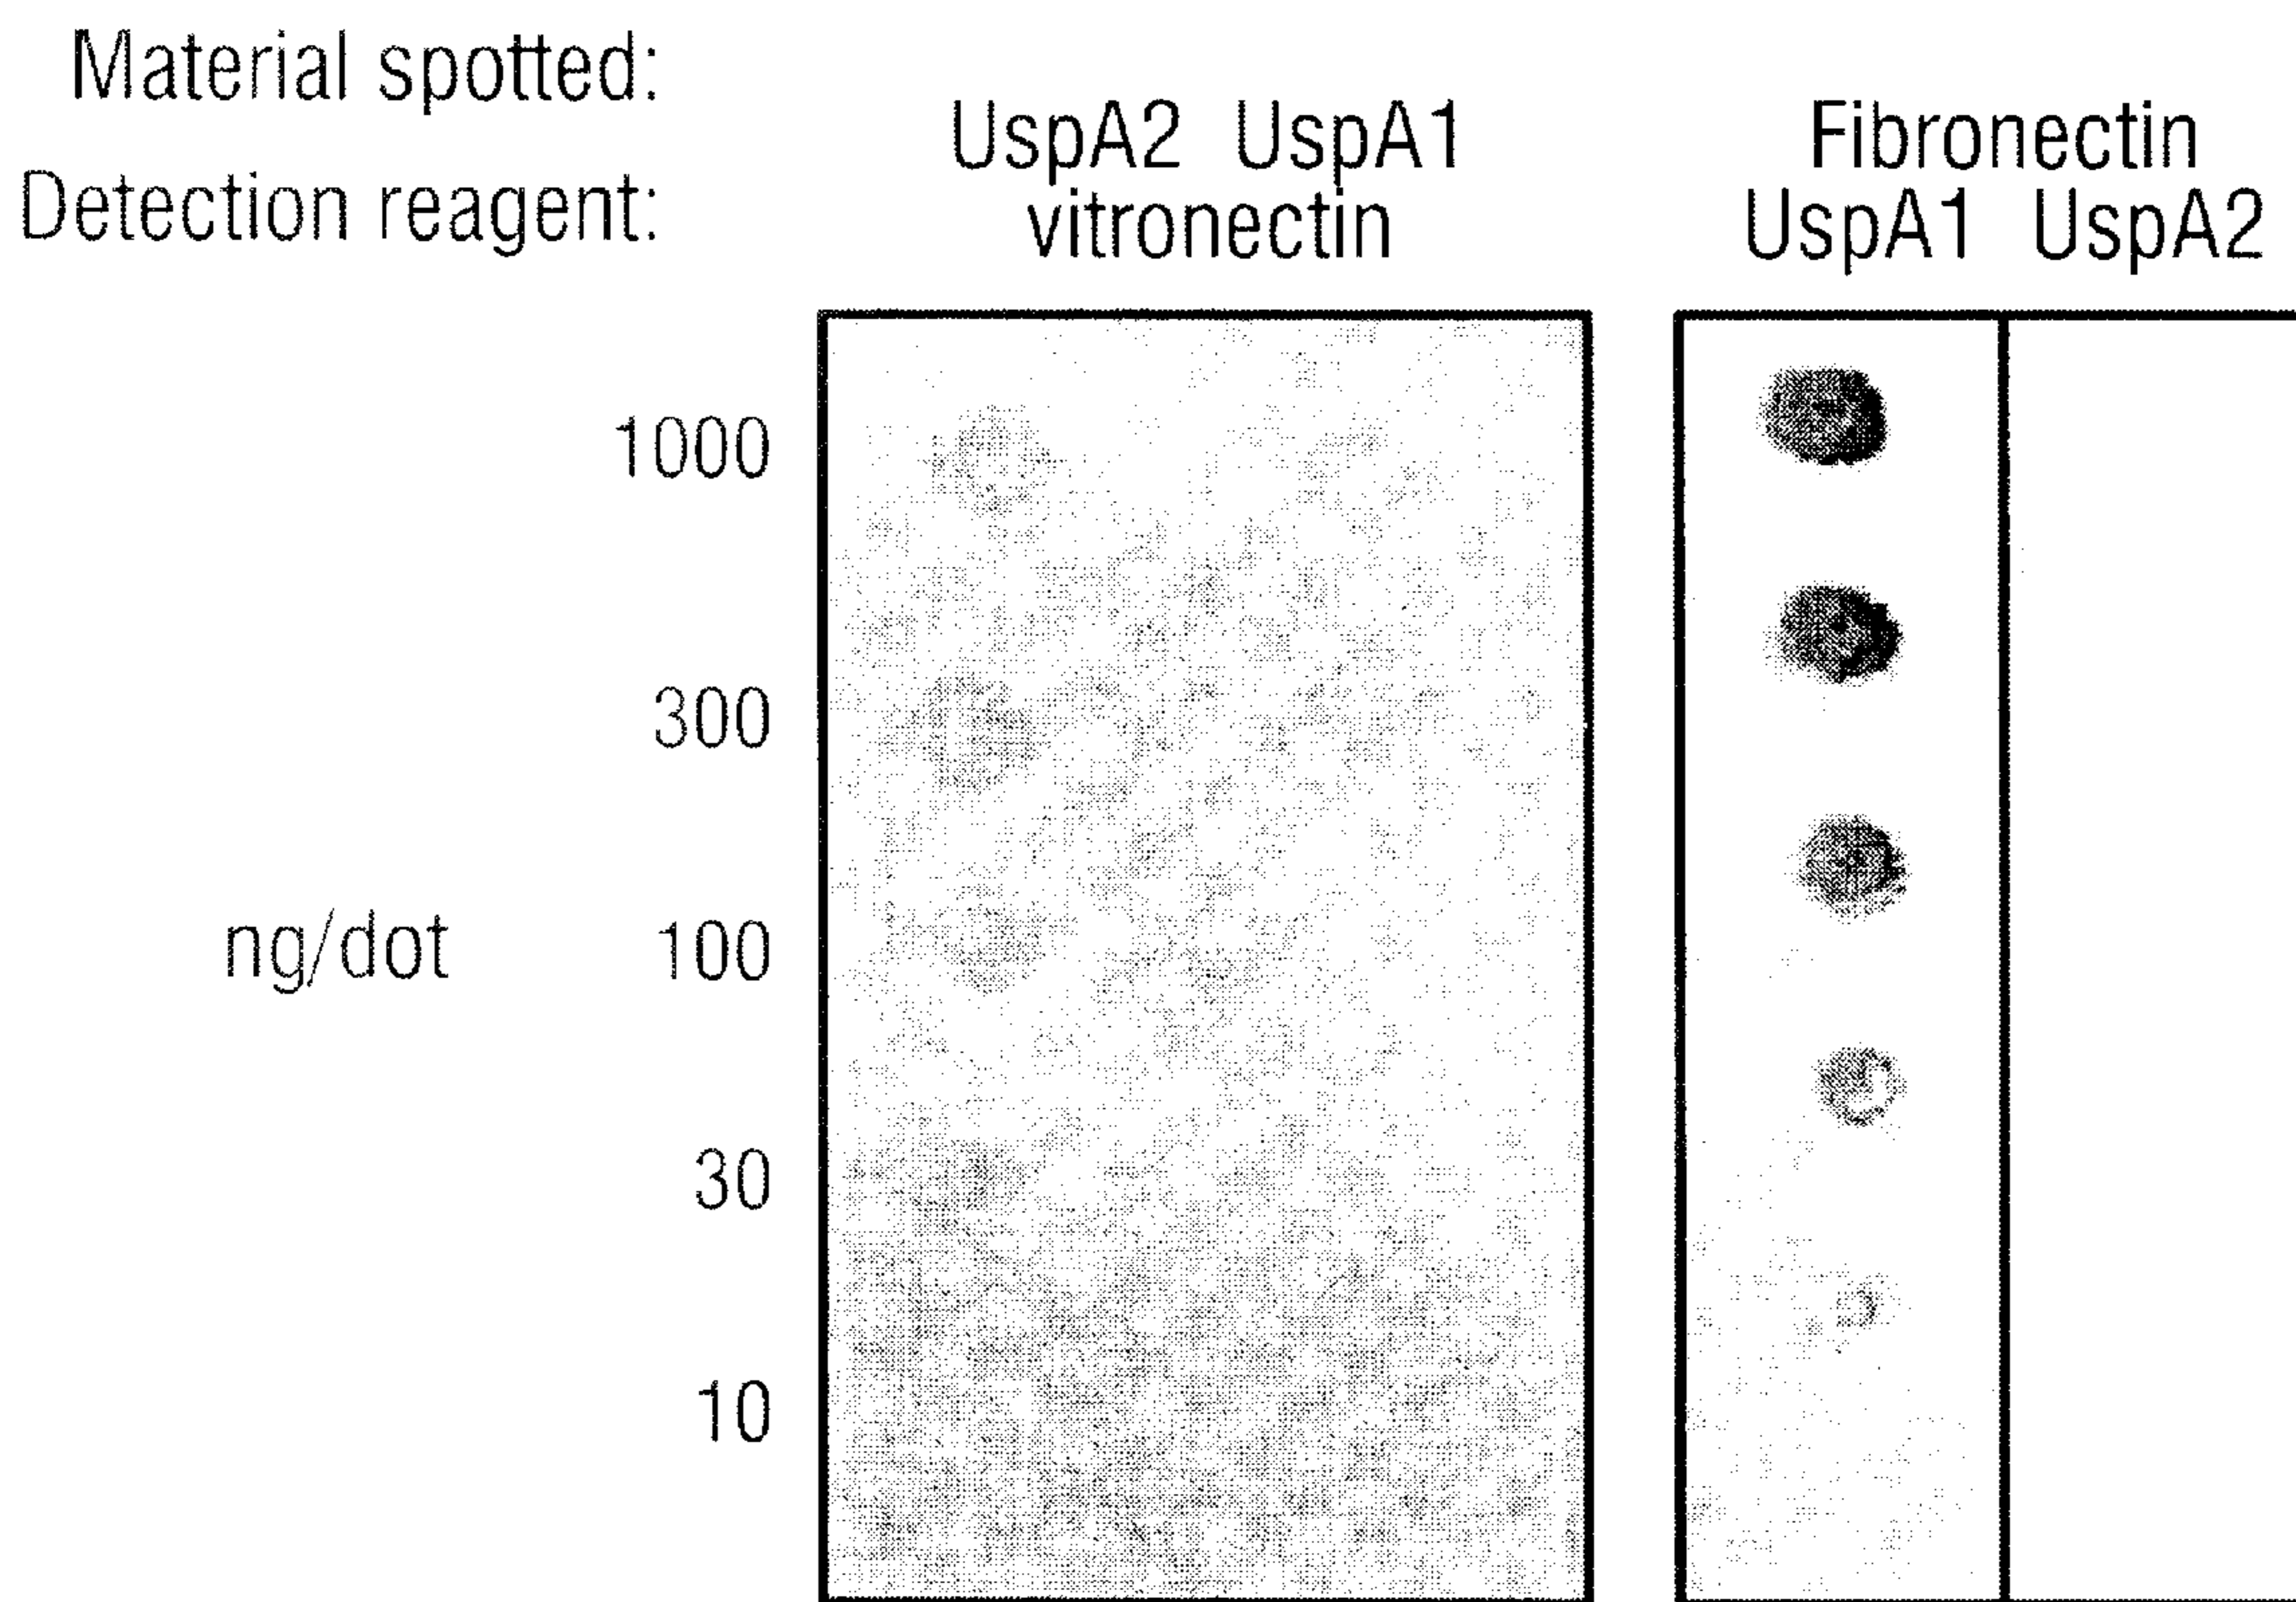 Material spotted:
UspA2 UspA1
Fibronectin
Detection reagent:
vitronectin
UspA1 UspA2
1000
300
ng/dot 100
30
10